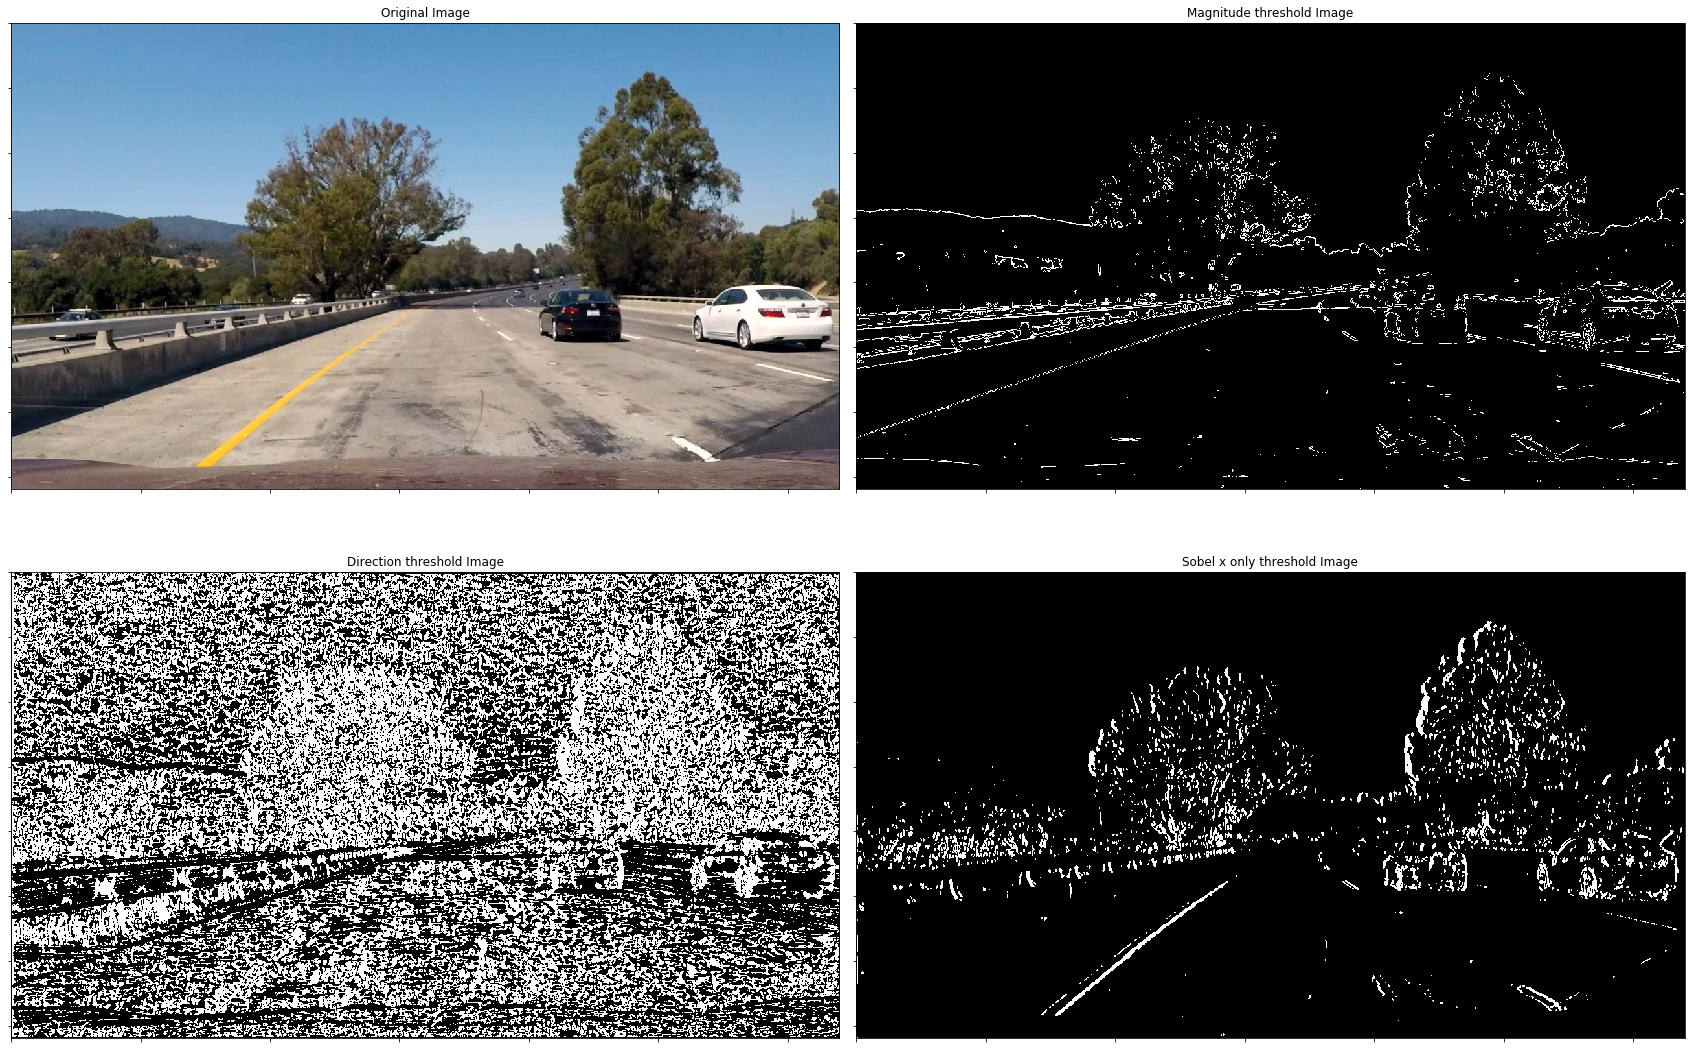 Original Image
Magnitude threshold Image
Direction threshold Image
Sobel x only threshold Image